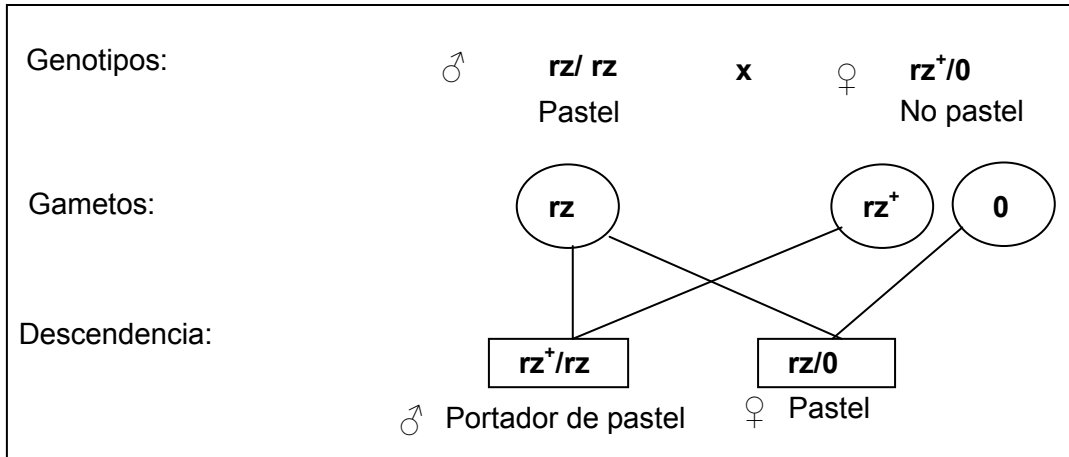 Genotipos: ♂ rz/ rz x ♀ rz⁺/0
Pastel No pastel
Gametos: rz rz⁺ 0
Descendencia:
rz⁺/rz rz/0
♂ Portador de pastel ♀ Pastel